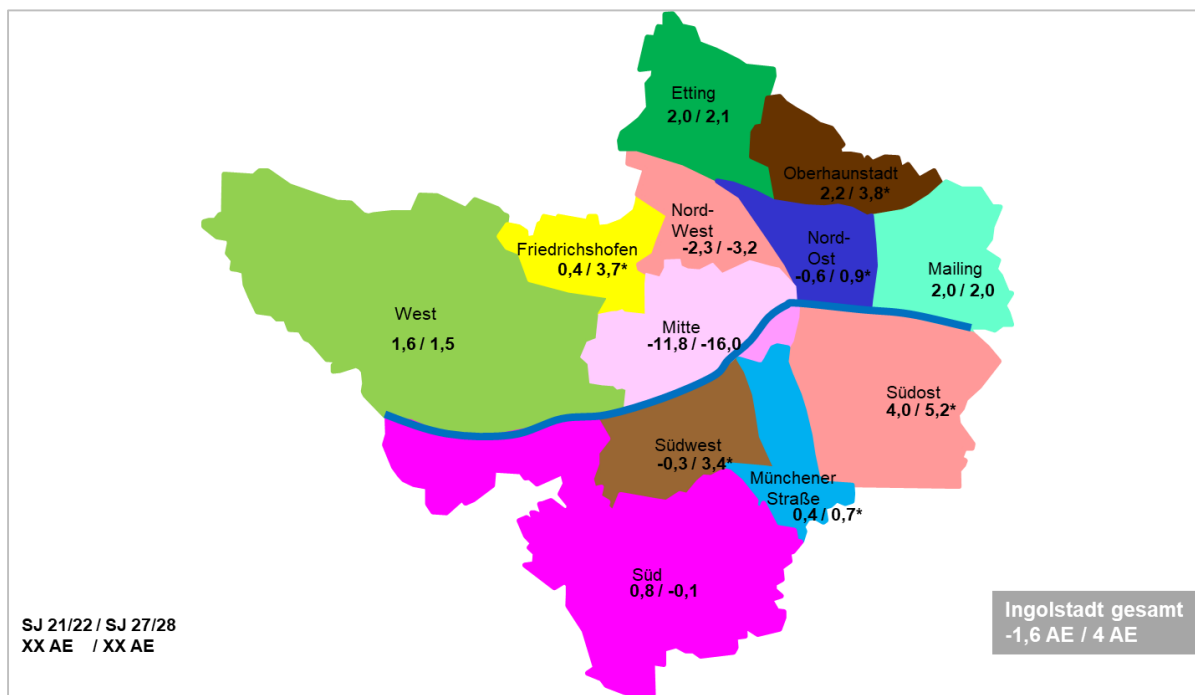 Etting
2,0 / 2,1
Oberhaunstadt
2,2 / 3,8*
Nord-
West
-2,3 / -3,2
Friedrichshofen
0,4 / 3,7*
Nord-
Ost
-0,6 / 0,9*
Mailing
2,0 / 2,0
West
1,6 / 1,5
Mitte
-11,8 / -16,0
Südost
4,0 / 5,2*
Südwest
-0,3 / 3,4*
Münchener
Straße
0,4 / 0,7*
Süd
0,8 / -0,1
SJ 21/22 / SJ 27/28
XX AE / XX AE
Ingolstadt gesamt
-1,6 AE / 4 AE